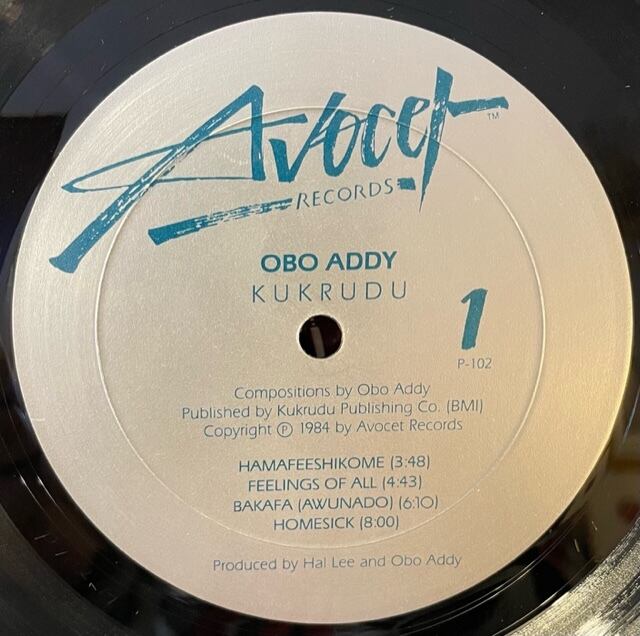 Avocet™
RECORDS
OBO ADDY
KUKRUDU
1
P-102
Compositions by Obo Addy
Published by Kukrudu Publishing Co. (BMI)
Copyright ℗ 1984 by Avocet Records
HAMAFEESHIKOME (3:48)
FEELINGS OF ALL (4:43)
BAKAFA (AWUNADO) (6:10)
HOMESICK (8:00)
Produced by Hal Lee and Obo Addy